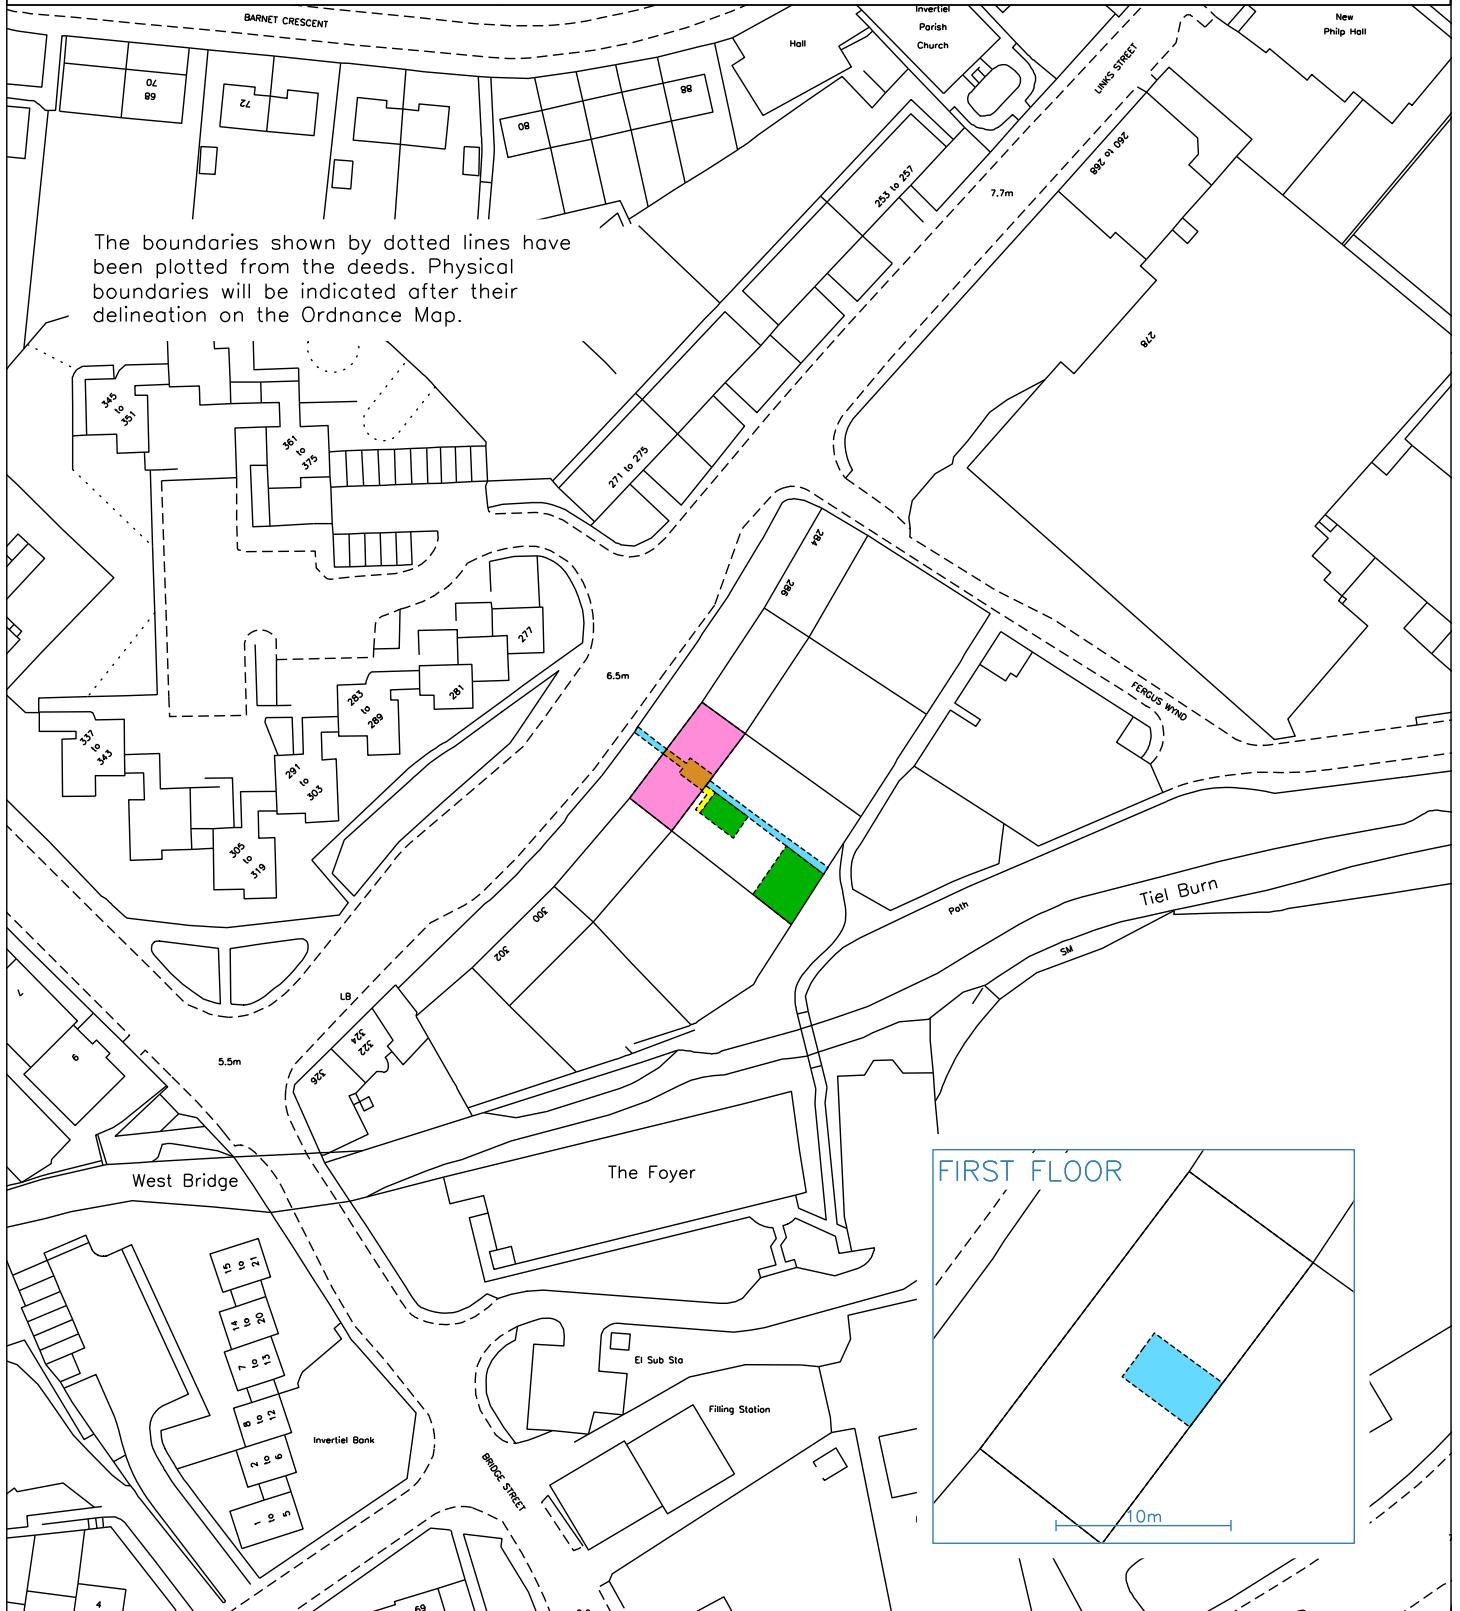 BARNET CRESCENT
Invertiel
Parish
Church
New
Philp Hall
Hall
LINKS STREET
70
68
72
80
88
260 to 268
253 to 257
7.7m
The boundaries shown by dotted lines have
been plotted from the deeds. Physical
boundaries will be indicated after their
delineation on the Ordnance Map.
278
345
to
351
361
to
375
271 to 275
284
286
277
6.5m
281
283
to
289
FERGUS WYND
337
to
343
291
to
303
305
to
319
Tiel Burn
Path
300
302
SM
LB
7
9
324
322
326
5.5m
West Bridge
The Foyer
FIRST FLOOR
15
to
21
14
to
20
7
to
13
8
to
12
2
to
6
1
to
5
El Sub Sta
Filling Station
Invertiel Bank
BRIDGE STREET
10m
4
69